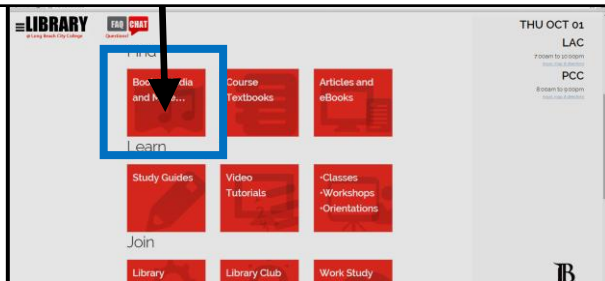 LIBRARY
@ Long Beach City College
FAQ CHAT
Questions?
THU OCT 01
LAC
7:00am to 10:00pm
PCC
8:00am to 9:00pm
Find
and
Course
Textbooks
Articles and
eBooks
Learn
Study Guides
Video
Tutorials
•Classes
•Workshops
•Orientations
Join
Library
Library Club
Work Study